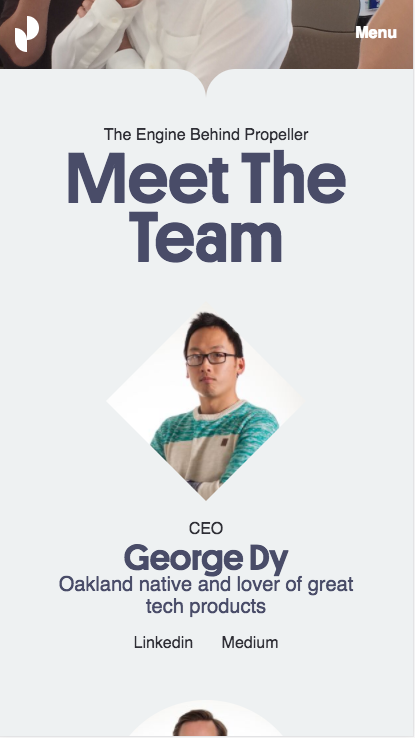 Menu
The Engine Behind Propeller
Meet The
Team
CEO
George Dy
Oakland native and lover of great
tech products
Linkedin Medium